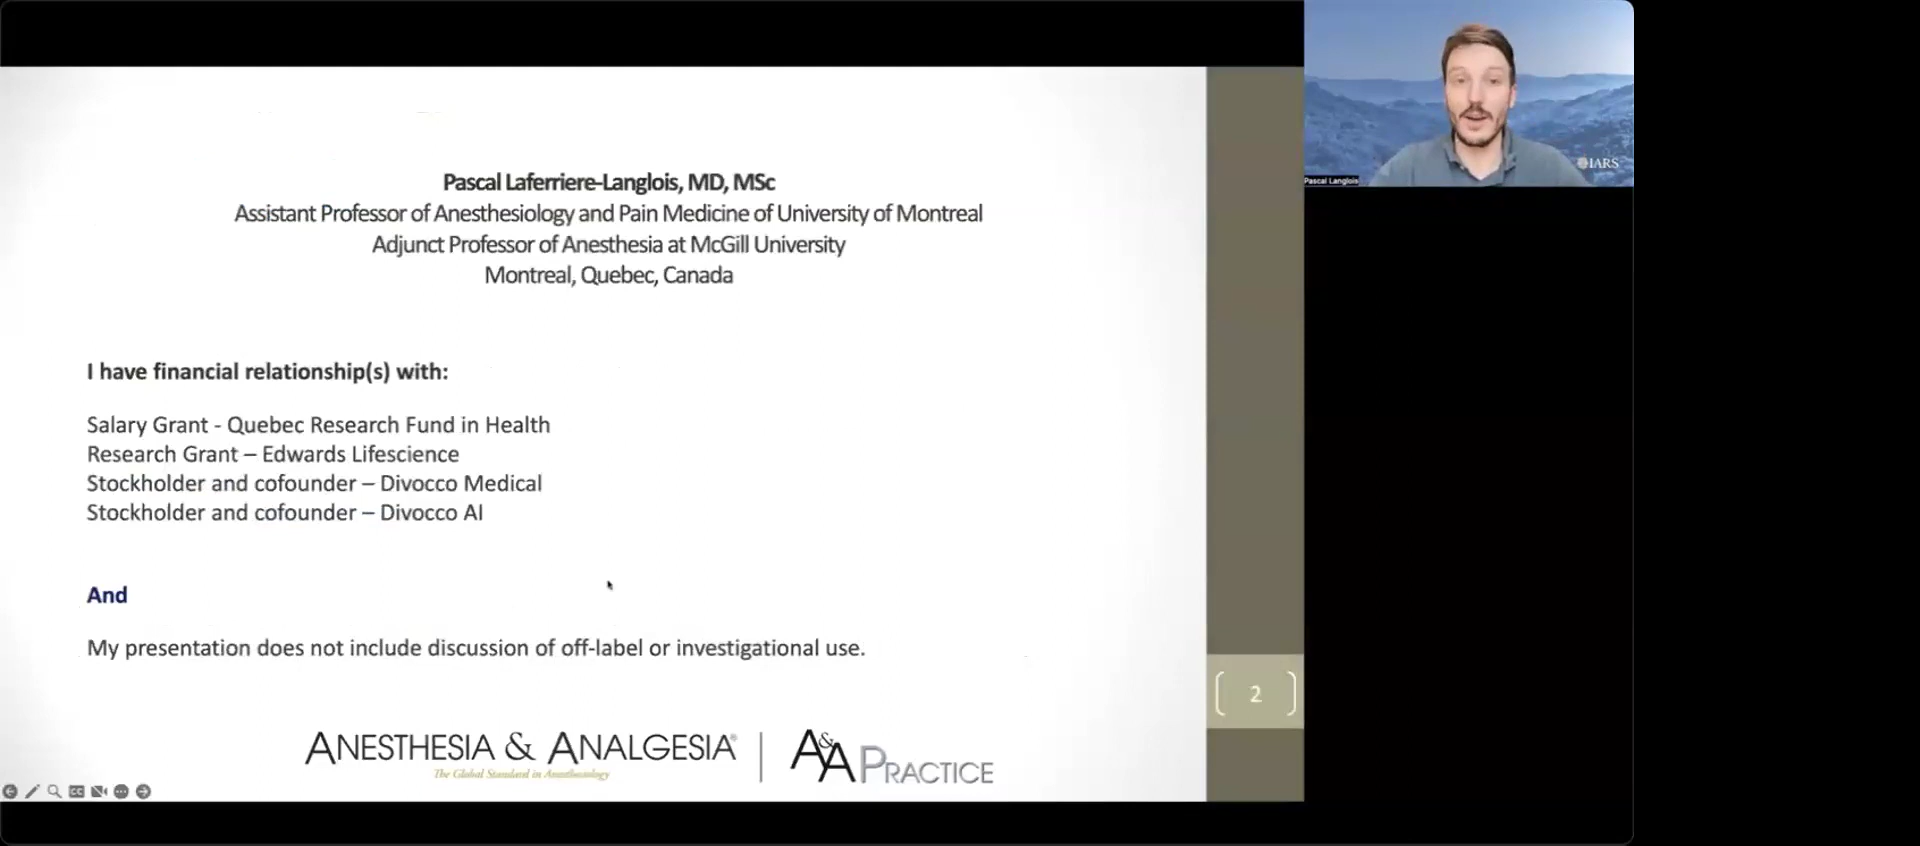 Pascal Laferriere-Langlois, MD, MSc
Assistant Professor of Anesthesiology and Pain Medicine of University of Montreal
Adjunct Professor of Anesthesia at McGill University
Montreal, Quebec, Canada
I have financial relationship(s) with:
Salary Grant - Quebec Research Fund in Health
Research Grant – Edwards Lifescience
Stockholder and cofounder – Divocco Medical
Stockholder and cofounder – Divocco AI
And
My presentation does not include discussion of off-label or investigational use.
2
ANESTHESIA & ANALGESIA®
The Global Standard in Anesthesiology
A&A PRACTICE
CC
IARS
Pascal Langlois